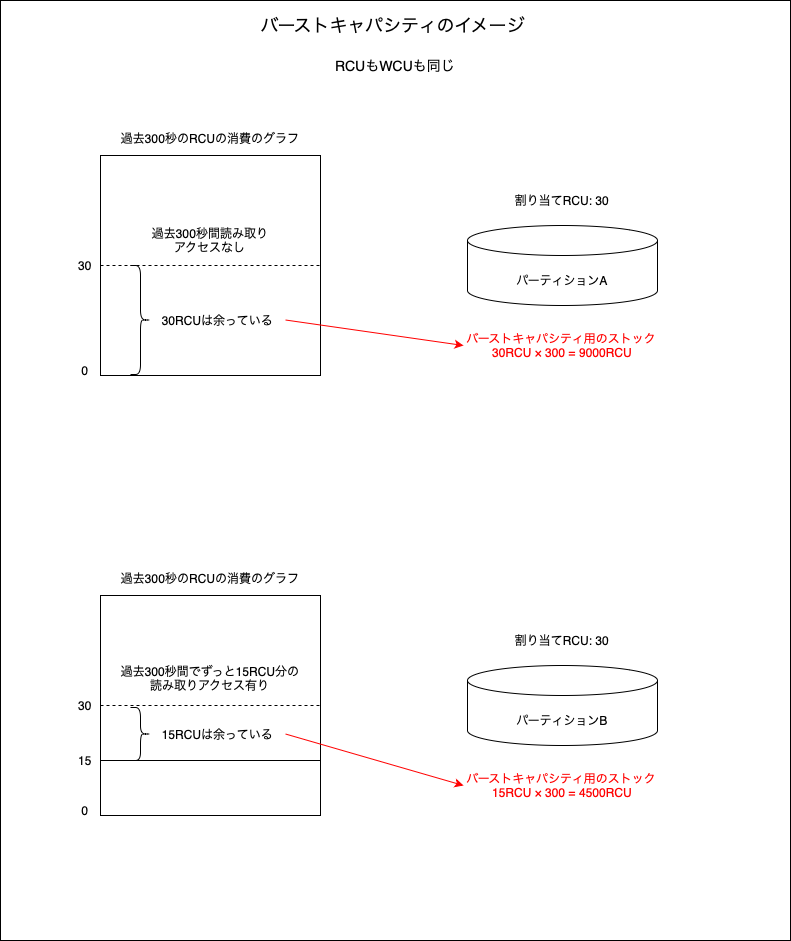 バーストキャパシティのイメージ
RCUもWCUも同じ
過去300秒のRCUの消費のグラフ
過去300秒間読み取り
アクセスなし
30
30RCUは余っている
0
割り当てRCU: 30
パーティションA
バーストキャパシティ用のストック
30RCU × 300 = 9000RCU
過去300秒のRCUの消費のグラフ
過去300秒間でずっと15RCU分の
読み取りアクセス有り
30
15RCUは余っている
15
0
割り当てRCU: 30
パーティションB
バーストキャパシティ用のストック
15RCU × 300 = 4500RCU